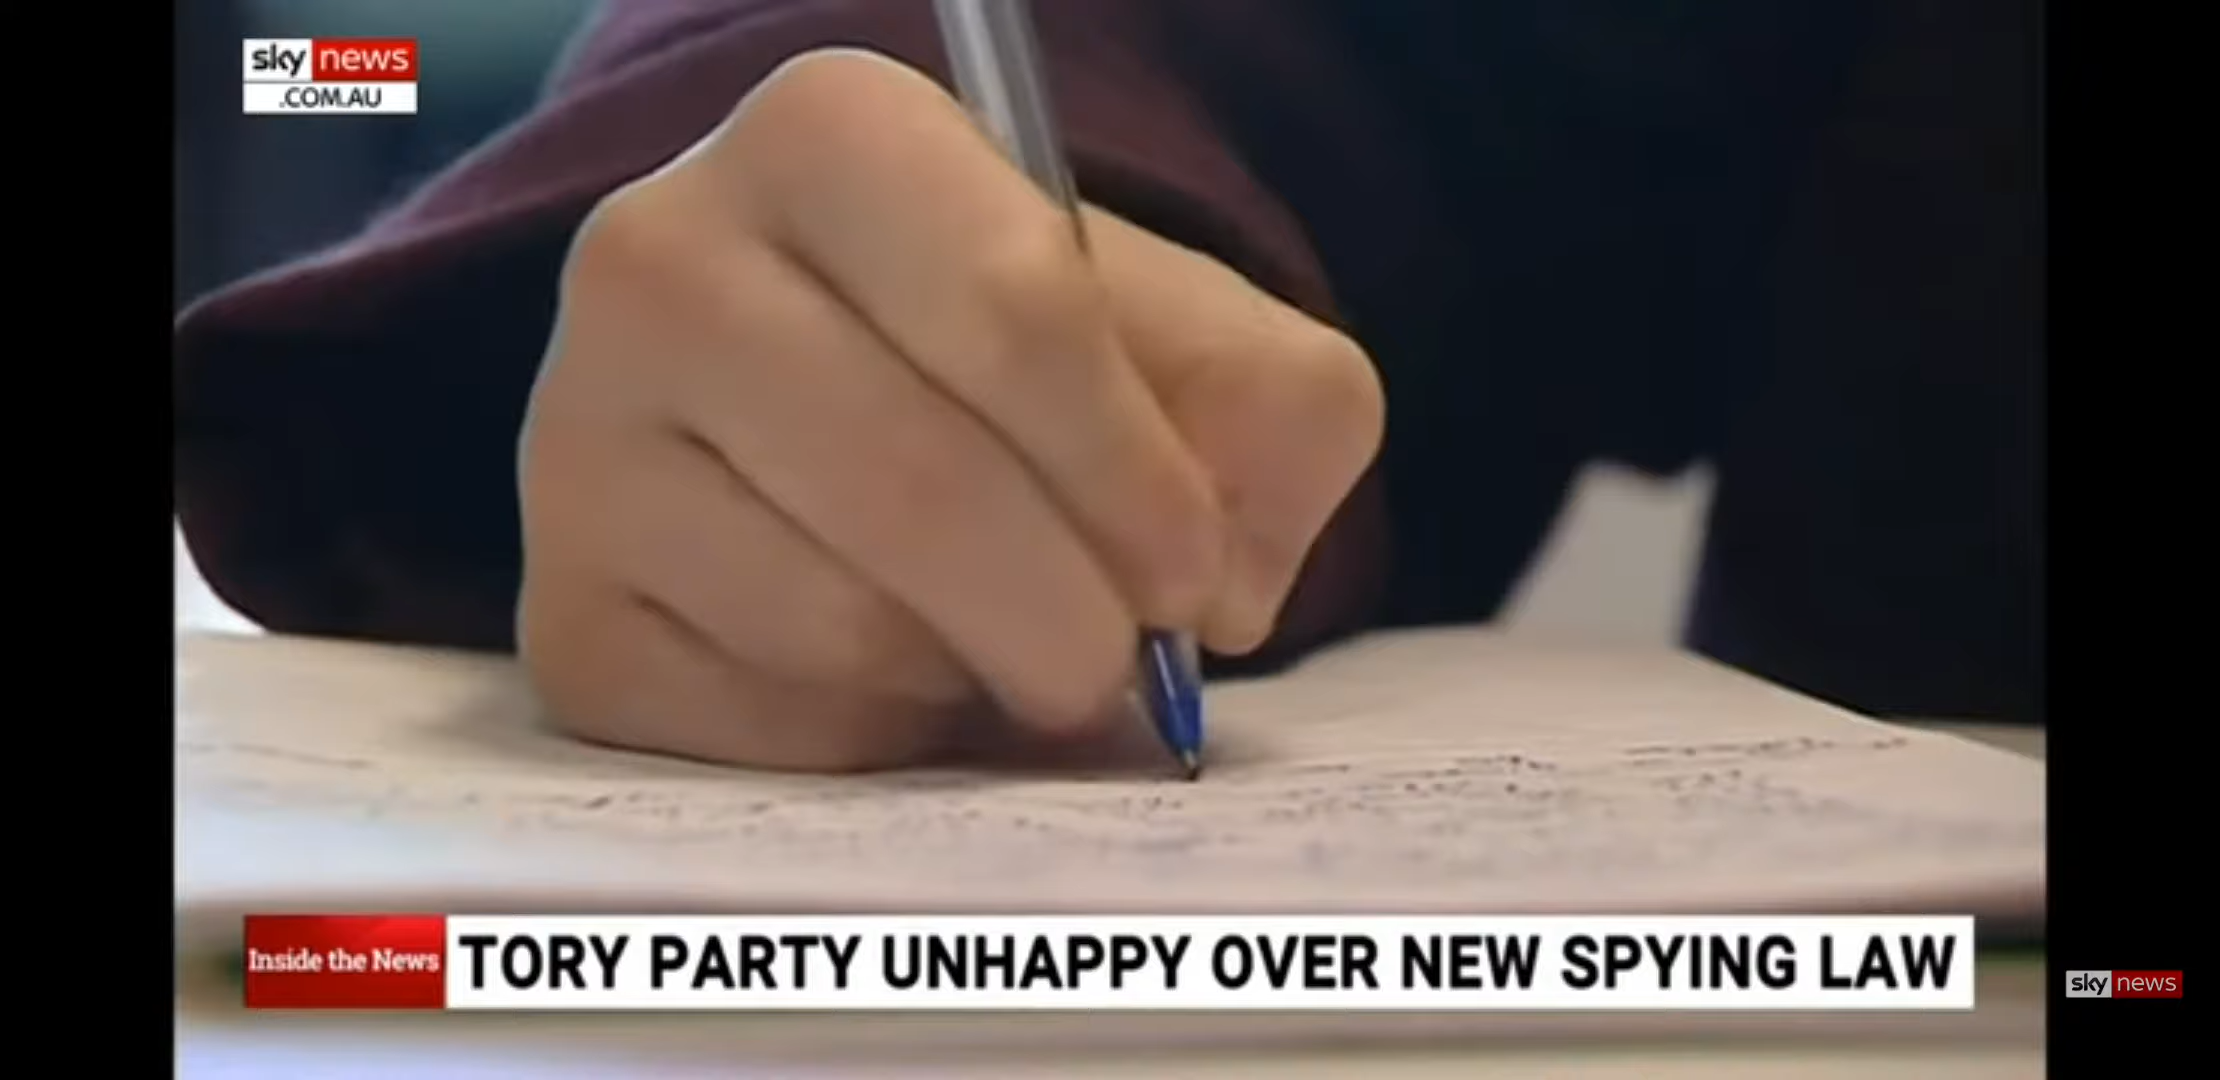 sky news
.COM.AU
Inside the News
TORY PARTY UNHAPPY OVER NEW SPYING LAW
sky news